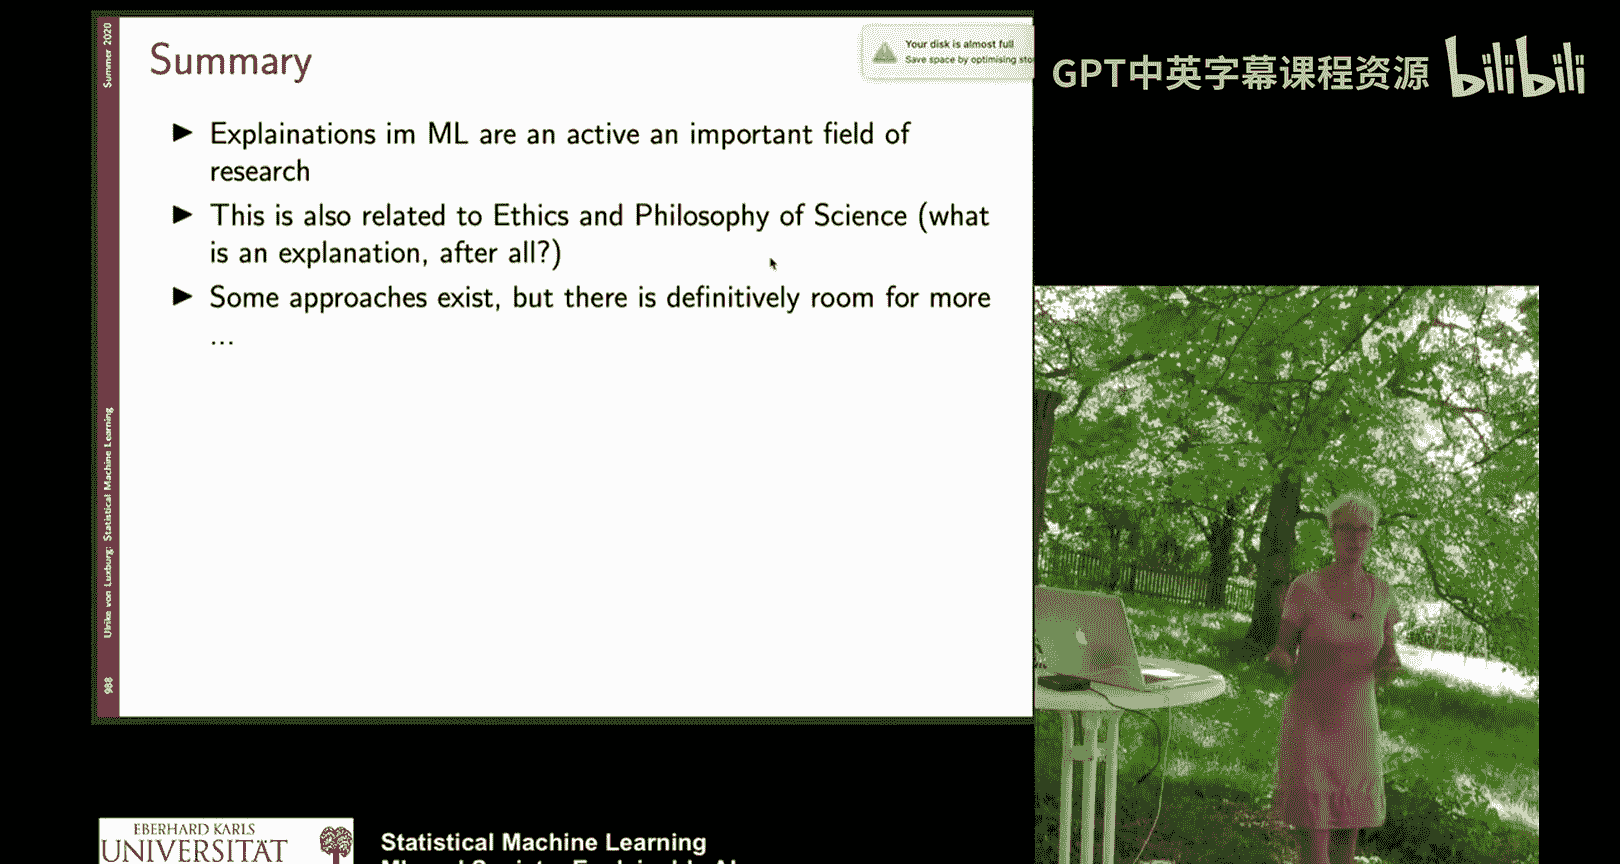 Summer 2020
Summary
Your disk is almost full
Save space by optimising sto
GPT中英字幕课程资源
bilibili
▶ Explainations im ML are an active an important field of
research
▶ This is also related to Ethics and Philosophy of Science (what
is an explanation, after all?)
▶ Some approaches exist, but there is definitively room for more
...
Ulrike von Luxburg: Statistical Machine Learning
988
EBERHARD KARLS
UNIVERSITÄT
Statistical Machine Learning